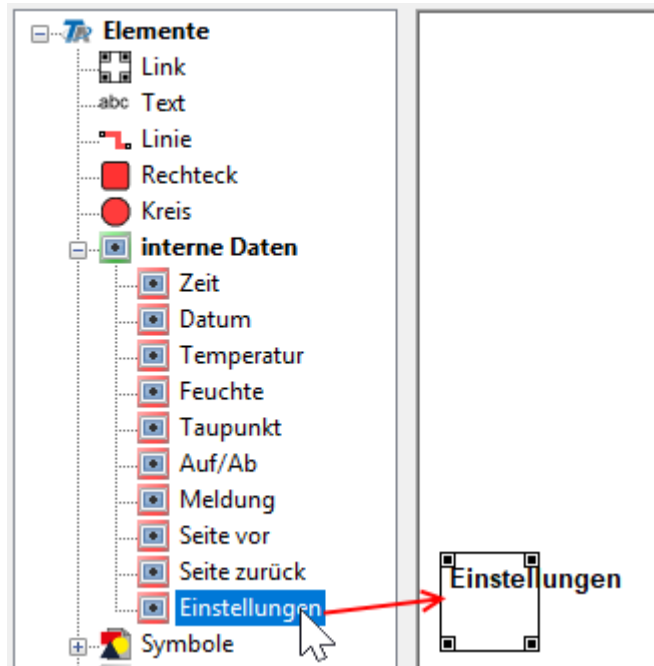 Elemente
Link
abc Text
Linie
Rechteck
Kreis
interne Daten
Zeit
Datum
Temperatur
Feuchte
Taupunkt
Auf/Ab
Meldung
Seite vor
Seite zurück
Einstellungen
Symbole
Einstellungen